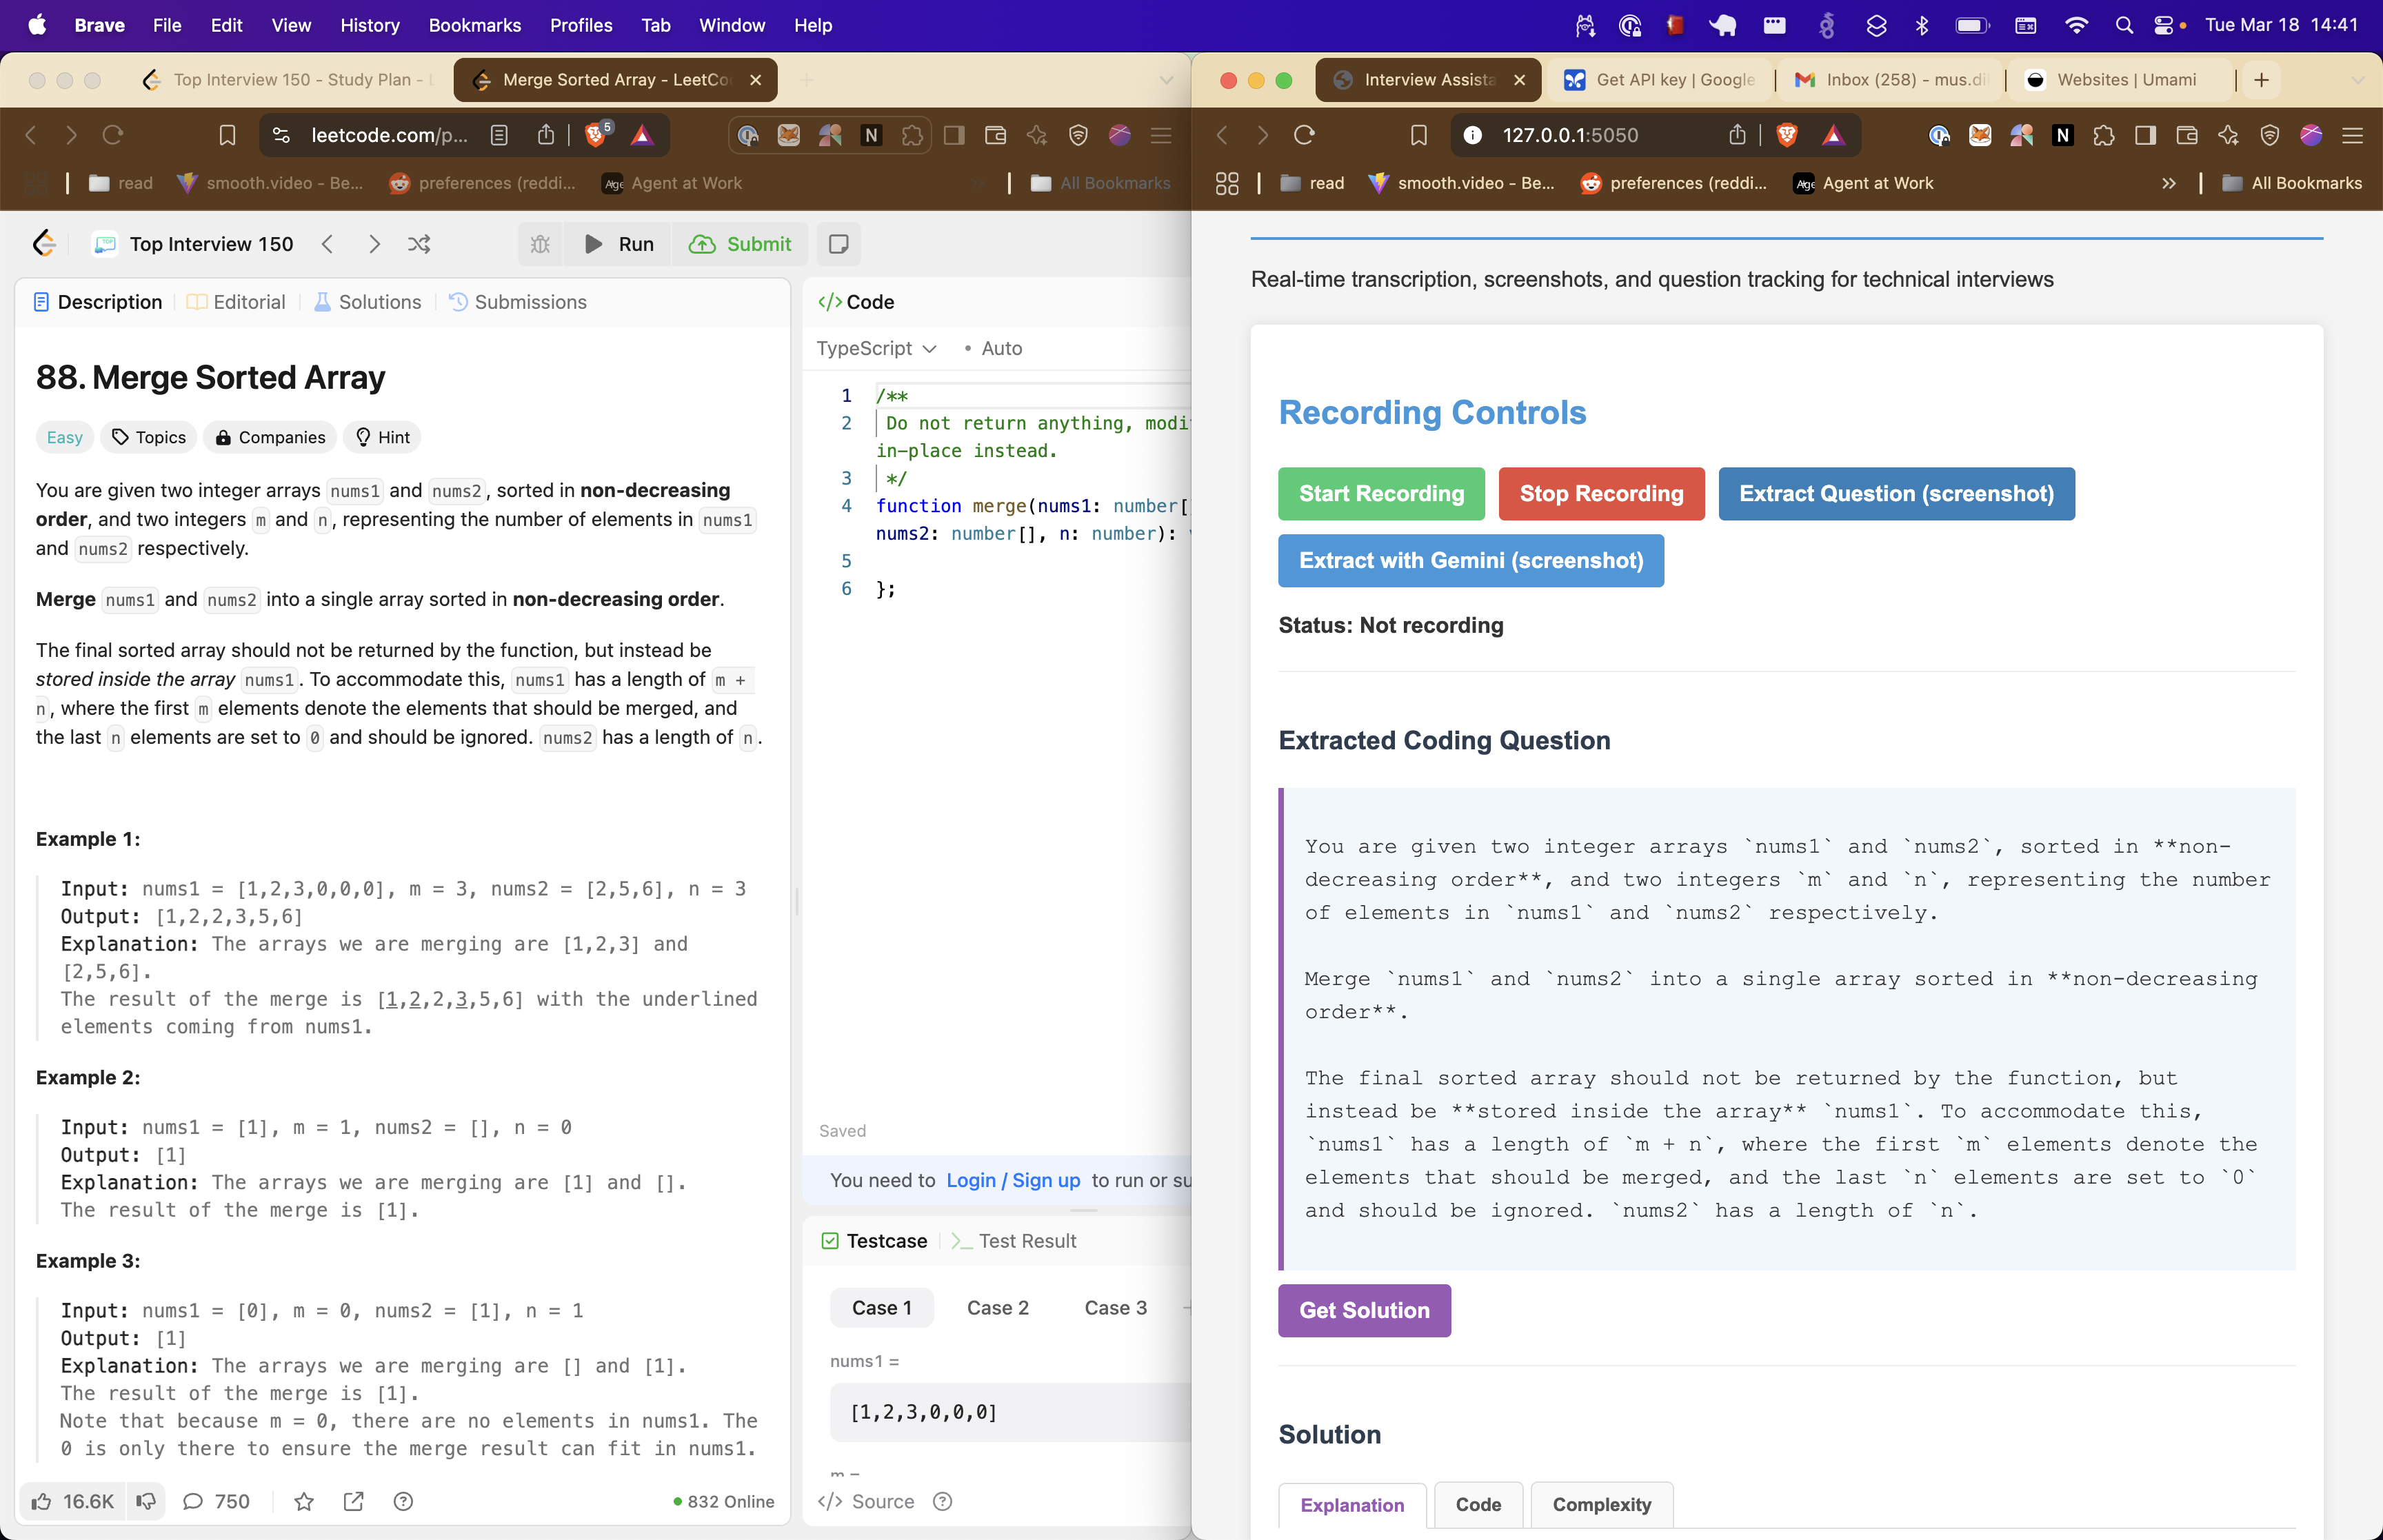 Brave File Edit View History Bookmarks Profiles Tab Window Help
Tue Mar 18 14:41
Top Interview 150 - Study Plan - L
Merge Sorted Array - LeetCo
leetcode.com/p...
5
read
smooth.video - Be...
preferences (reddi...
Agent at Work
All Bookmarks
Top Interview 150
Run
Submit
Description
Editorial
Solutions
Submissions
88. Merge Sorted Array
Easy
Topics
Companies
Hint
You are given two integer arrays nums1 and nums2, sorted in non-decreasing
order, and two integers m and n, representing the number of elements in nums1
and nums2 respectively.
Merge nums1 and nums2 into a single array sorted in non-decreasing order.
The final sorted array should not be returned by the function, but instead be
stored inside the array nums1. To accommodate this, nums1 has a length of m +
n, where the first m elements denote the elements that should be merged, and
the last n elements are set to 0 and should be ignored. nums2 has a length of n.
Example 1:
Input: nums1 = [1,2,3,0,0,0], m = 3, nums2 = [2,5,6], n = 3
Output: [1,2,2,3,5,6]
Explanation: The arrays we are merging are [1,2,3] and
[2,5,6].
The result of the merge is [1,2,2,3,5,6] with the underlined
elements coming from nums1.
Example 2:
Input: nums1 = [1], m = 1, nums2 = [], n = 0
Output: [1]
Explanation: The arrays we are merging are [1] and [].
The result of the merge is [1].
Example 3:
Input: nums1 = [0], m = 0, nums2 = [1], n = 1
Output: [1]
Explanation: The arrays we are merging are [] and [1].
The result of the merge is [1].
Note that because m = 0, there are no elements in nums1. The
0 is only there to ensure the merge result can fit in nums1.
16.6K
750
832 Online
</> Code
TypeScript
• Auto
1 /**
2 Do not return anything, modi
in-place instead.
3 */
4 function merge(nums1: number[
nums2: number[], n: number):
5
6 };
Saved
You need to Login / Sign up to run or su
Testcase
Test Result
Case 1
Case 2
Case 3
+
nums1 =
[1,2,3,0,0,0]
m =
</> Source
Interview Assista
Get API key | Google
Inbox (258) - mus.di
Websites | Umami
127.0.0.1:5050
read
smooth.video - Be...
preferences (reddi...
Agent at Work
All Bookmarks
Real-time transcription, screenshots, and question tracking for technical interviews
Recording Controls
Start Recording
Stop Recording
Extract Question (screenshot)
Extract with Gemini (screenshot)
Status: Not recording
Extracted Coding Question
You are given two integer arrays `nums1` and `nums2`, sorted in **non-
decreasing order**, and two integers `m` and `n`, representing the number
of elements in `nums1` and `nums2` respectively.
Merge `nums1` and `nums2` into a single array sorted in **non-decreasing
order**.
The final sorted array should not be returned by the function, but
instead be **stored inside the array** `nums1`. To accommodate this,
`nums1` has a length of `m + n`, where the first `m` elements denote the
elements that should be merged, and the last `n` elements are set to `0`
and should be ignored. `nums2` has a length of `n`.
Get Solution
Solution
Explanation
Code
Complexity